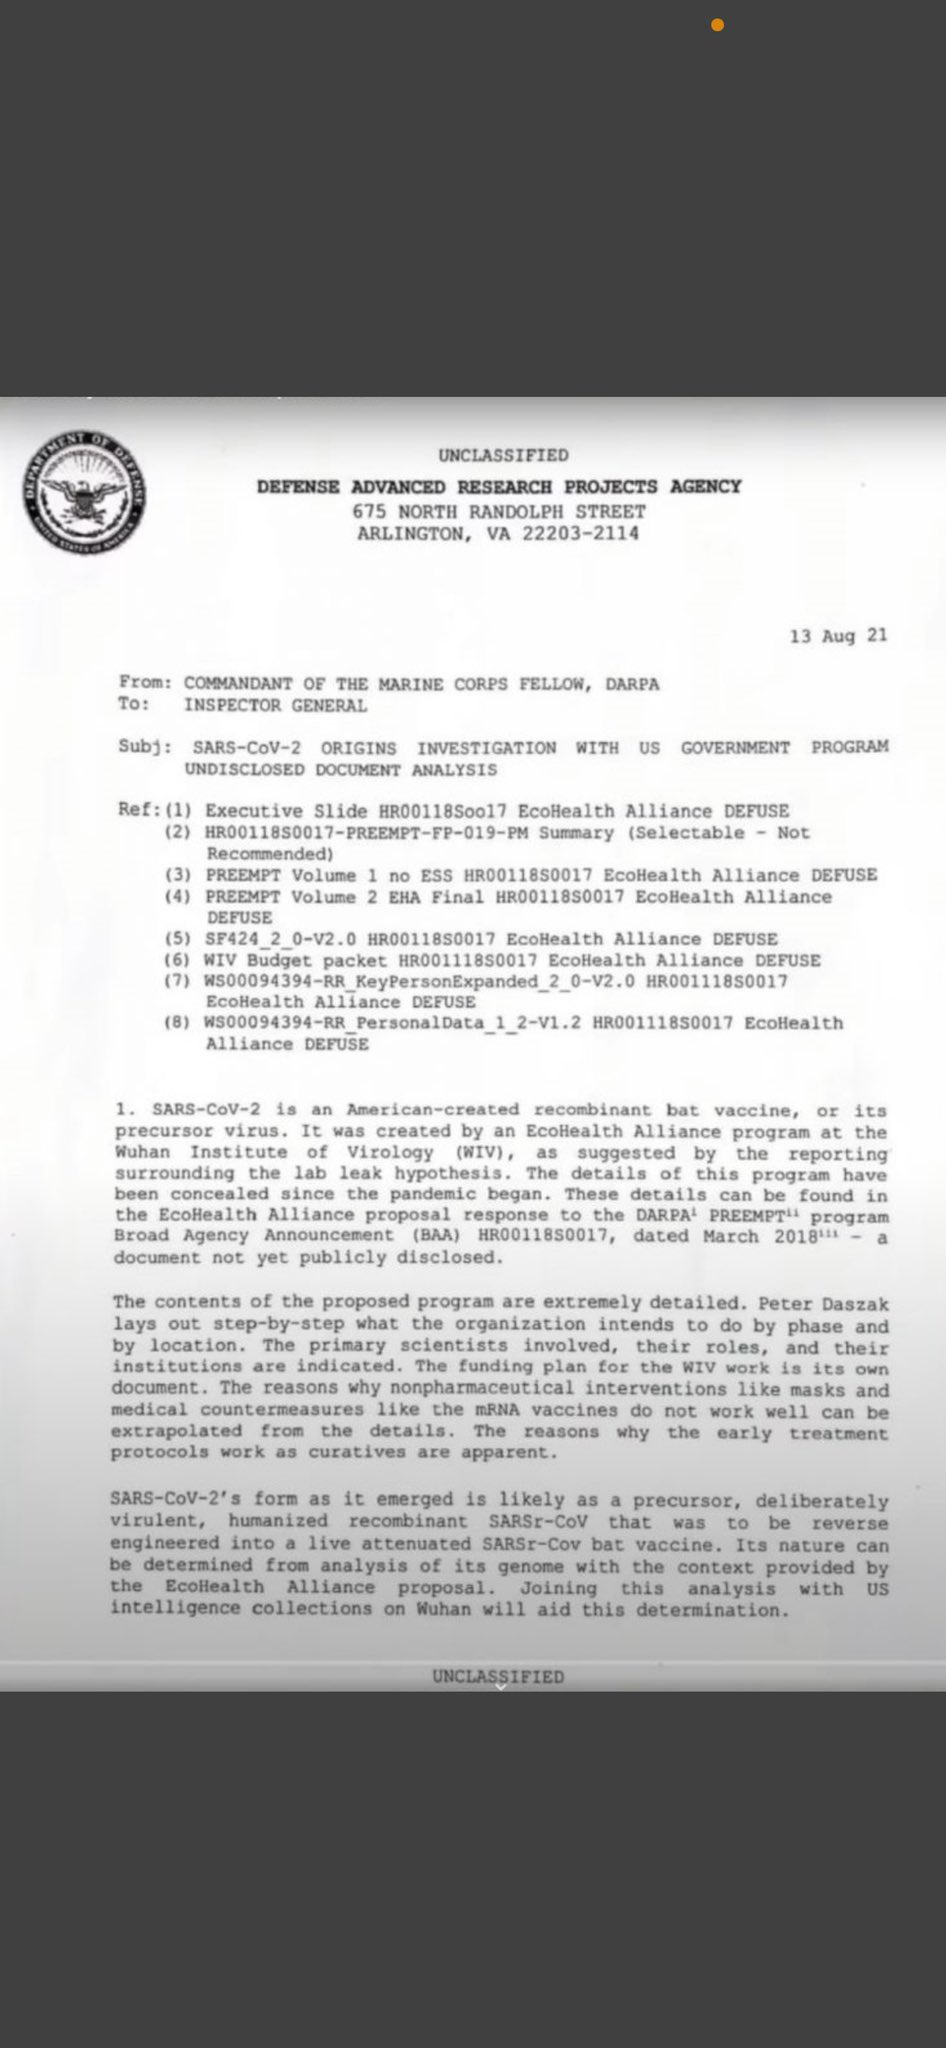 DEPARTMENT OF DEFENSE
UNITED STATES OF AMERICA
UNCLASSIFIED
DEFENSE ADVANCED RESEARCH PROJECTS AGENCY
675 NORTH RANDOLPH STREET
ARLINGTON, VA 22203-2114
13 Aug 21
From: COMMANDANT OF THE MARINE CORPS FELLOW, DARPA
To: INSPECTOR GENERAL
Subj: SARS-CoV-2 ORIGINS INVESTIGATION WITH US GOVERNMENT PROGRAM
UNDISCLOSED DOCUMENT ANALYSIS
Ref: (1) Executive Slide HR00118Soo17 EcoHealth Alliance DEFUSE
(2) HR00118S0017-PREEMPT-FP-019-PM Summary (Selectable - Not
Recommended)
(3) PREEMPT Volume 1 no ESS HR00118S0017 EcoHealth Alliance DEFUSE
(4) PREEMPT Volume 2 EHA Final HR00118S0017 EcoHealth Alliance
DEFUSE
(5) SF424_2_0-V2.0 HR00118S0017 EcoHealth Alliance DEFUSE
(6) WIV Budget packet HR001118S0017 EcoHealth Alliance DEFUSE
(7) WS00094394-RR_KeyPersonExpanded_2_0-V2.0 HR001118S0017
EcoHealth Alliance DEFUSE
(8) WS00094394-RR_PersonalData_1_2-V1.2 HR001118S0017 EcoHealth
Alliance DEFUSE
1. SARS-CoV-2 is an American-created recombinant bat vaccine, or its
precursor virus. It was created by an EcoHealth Alliance program at the
Wuhan Institute of Virology (WIV), as suggested by the reporting
surrounding the lab leak hypothesis. The details of this program have
been concealed since the pandemic began. These details can be found in
the EcoHealth Alliance proposal response to the DARPAⁱ PREEMPTⁱⁱ program
Broad Agency Announcement (BAA) HR00118S0017, dated March 2018ⁱⁱⁱ - a
document not yet publicly disclosed.
The contents of the proposed program are extremely detailed. Peter Daszak
lays out step-by-step what the organization intends to do by phase and
by location. The primary scientists involved, their roles, and their
institutions are indicated. The funding plan for the WIV work is its own
document. The reasons why nonpharmaceutical interventions like masks and
medical countermeasures like the mRNA vaccines do not work well can be
extrapolated from the details. The reasons why the early treatment
protocols work as curatives are apparent.
SARS-CoV-2's form as it emerged is likely as a precursor, deliberately
virulent, humanized recombinant SARSr-CoV that was to be reverse
engineered into a live attenuated SARSr-Cov bat vaccine. Its nature can
be determined from analysis of its genome with the context provided by
the EcoHealth Alliance proposal. Joining this analysis with US
intelligence collections on Wuhan will aid this determination.
UNCLASSIFIED